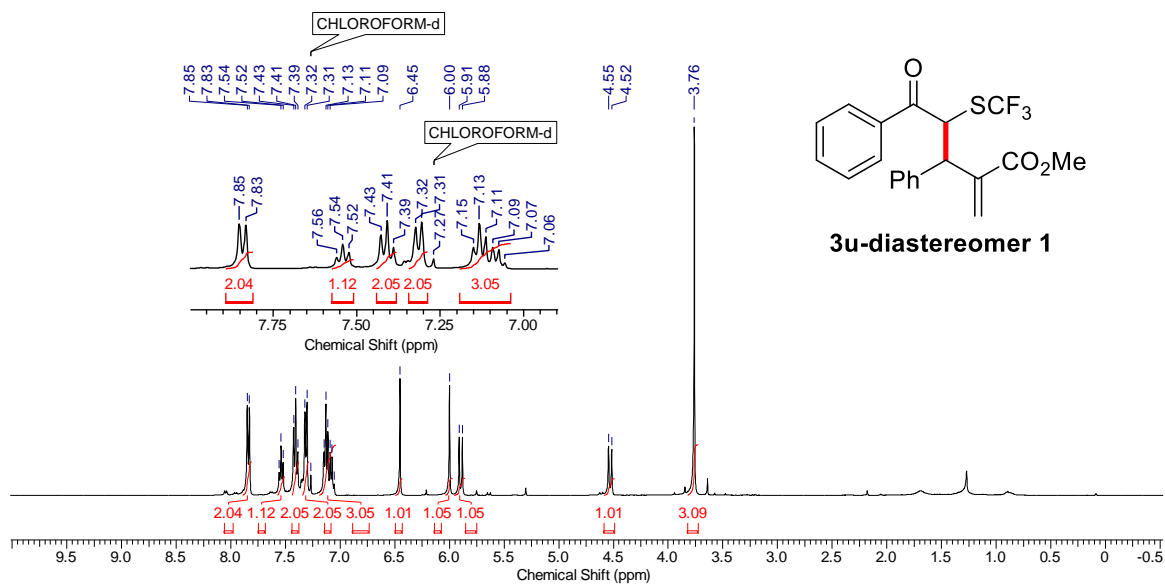 CHLOROFORM-d
7.85 7.83 7.54 7.52 7.43 7.41 7.39 7.32 7.31 7.13 7.11 7.09 6.45 6.00 5.91 5.88 4.55 4.52 3.76
O
SCF3
Ph
CO2Me
3u-diastereomer 1
CHLOROFORM-d
7.85 7.83 7.56 7.54 7.52 7.43 7.41 7.39 7.32 7.31 7.27 7.15 7.13 7.11 7.09 7.07 7.06
2.04 1.12 2.05 2.05 3.05
7.75 7.50 7.25 7.00
Chemical Shift (ppm)
2.04 1.12 2.05 2.05 3.05 1.01 1.05 1.05 1.01 3.09
9.5 9.0 8.5 8.0 7.5 7.0 6.5 6.0 5.5 5.0 4.5 4.0 3.5 3.0 2.5 2.0 1.5 1.0 0.5 0 -0.5
Chemical Shift (ppm)